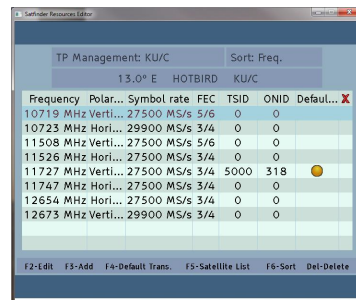 Satfinder Resources Editor
TP Management: KU/C Sort: Freq.
13.0° E HOTBIRD KU/C
Frequency Polar... Symbol rate FEC TSID ONID Defaul... X
10719 MHz Verti... 27500 MS/s 5/6 0 0
10723 MHz Hori... 29900 MS/s 3/4 0 0
11508 MHz Verti... 27500 MS/s 5/6 0 0
11526 MHz Hori... 27500 MS/s 3/4 0 0
11727 MHz Verti... 27500 MS/s 3/4 5000 318
11747 MHz Hori... 27500 MS/s 3/4 0 0
12654 MHz Hori... 27500 MS/s 3/4 0 0
12673 MHz Verti... 29900 MS/s 3/4 0 0
F2-Edit F3-Add F4-Default Trans. F5-Satellite List F6-Sort Del-Delete